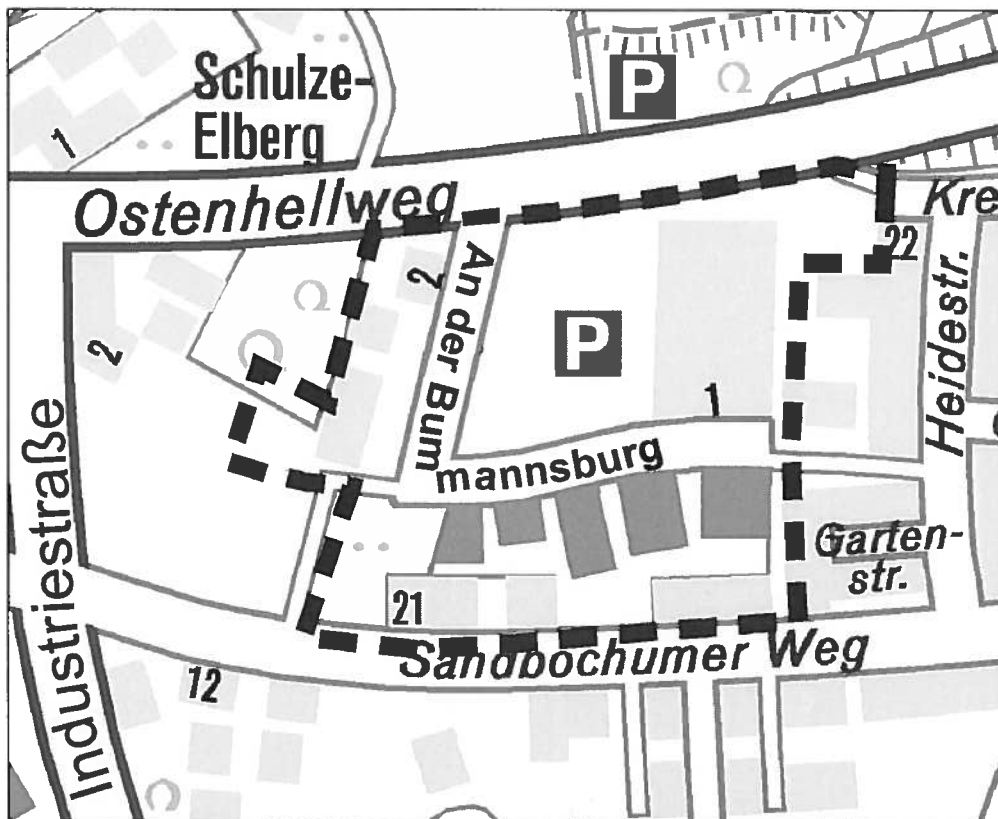 Schulze-
Elberg
P
1
Ostenhellweg
Kre
22
2
An der Bum
mannsburg
P
1
2
Heidestr.
Industriestraße
Garten-
str.
21
Sandbochumer Weg
12